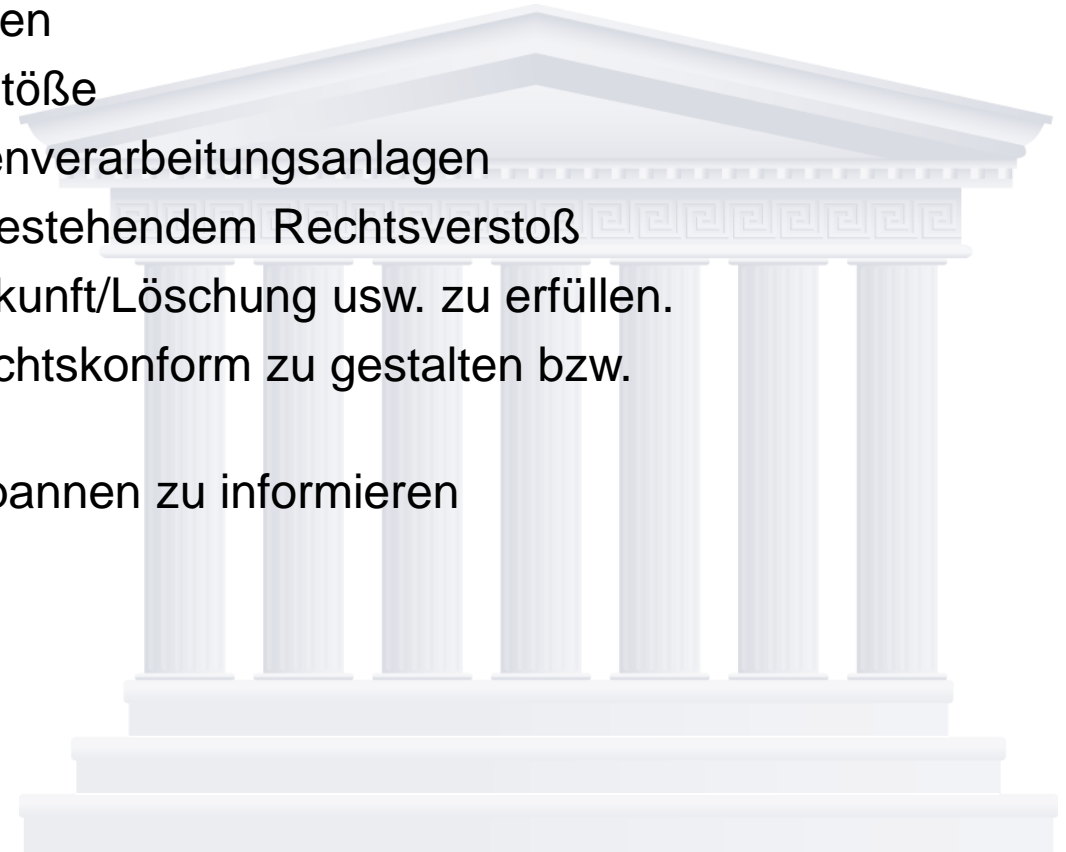 en
töße
enverarbeitungsanlagen
estehendem Rechtsverstoß
kunft/Löschung usw. zu erfüllen.
chtskonform zu gestalten bzw.
pannen zu informieren